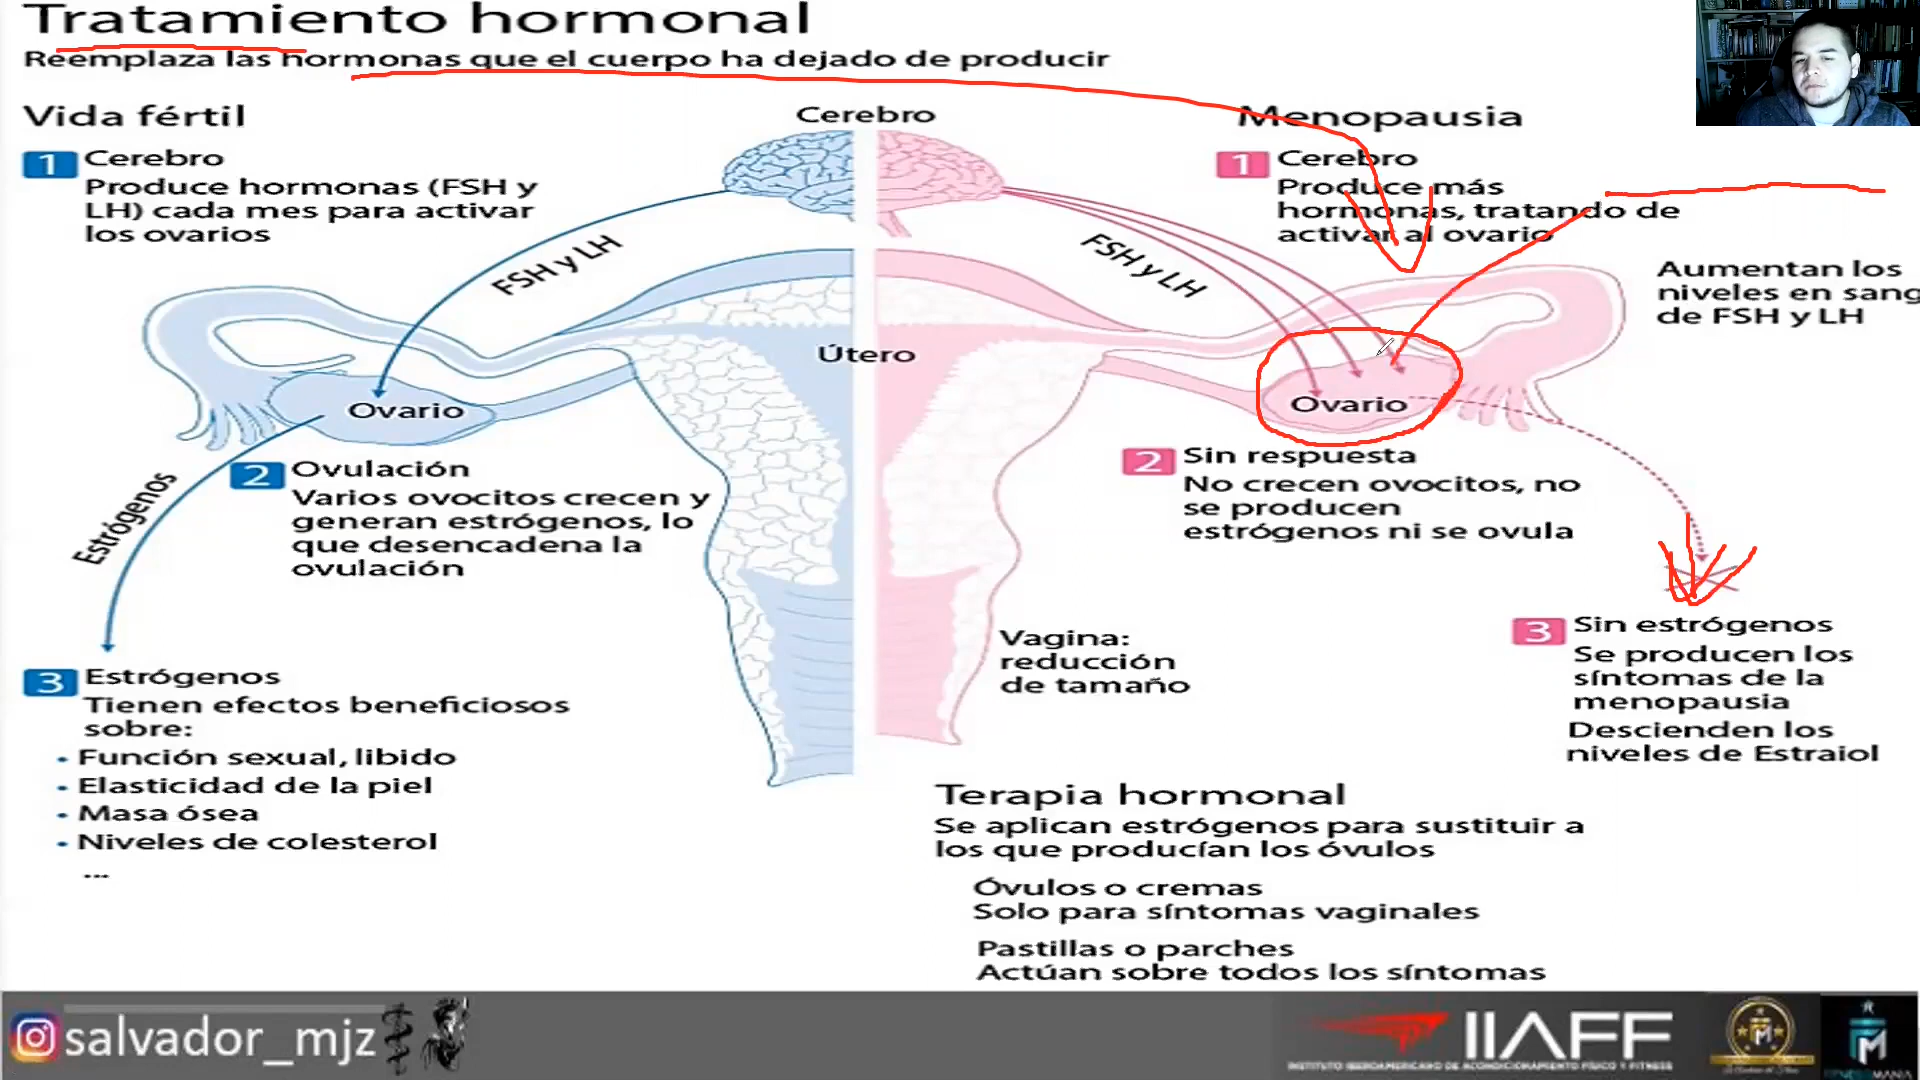 Tratamiento hormonal
Reemplaza las hormonas que el cuerpo ha dejado de producir
Vida fértil
1 Cerebro
Produce hormonas (FSH y
LH) cada mes para activar
los ovarios
Cerebro
Menopausia
1 Cerebro
Produce más
hormonas, tratando de
activar al ovario
FSH y LH
FSH y LH
Aumentan los
niveles en sang
de FSH y LH
Útero
Ovario
Ovario
Estrógenos
2 Ovulación
Varios ovocitos crecen y
generan estrógenos, lo
que desencadena la
ovulación
2 Sin respuesta
No crecen ovocitos, no
se producen
estrógenos ni se ovula
3 Estrógenos
Tienen efectos beneficiosos
sobre:
• Función sexual, libido
• Elasticidad de la piel
• Masa ósea
• Niveles de colesterol
...
Vagina:
reducción
de tamaño
3 Sin estrógenos
Se producen los
síntomas de la
menopausia
Descienden los
niveles de Estraiol
Terapia hormonal
Se aplican estrógenos para sustituir a
los que producían los óvulos
Óvulos o cremas
Solo para síntomas vaginales
Pastillas o parches
Actúan sobre todos los síntomas
salvador_mjz
IIAFF
INSTITUTO IBEROAMERICANO DE ACONDICIONAMIENTO FISICO Y FITNESS